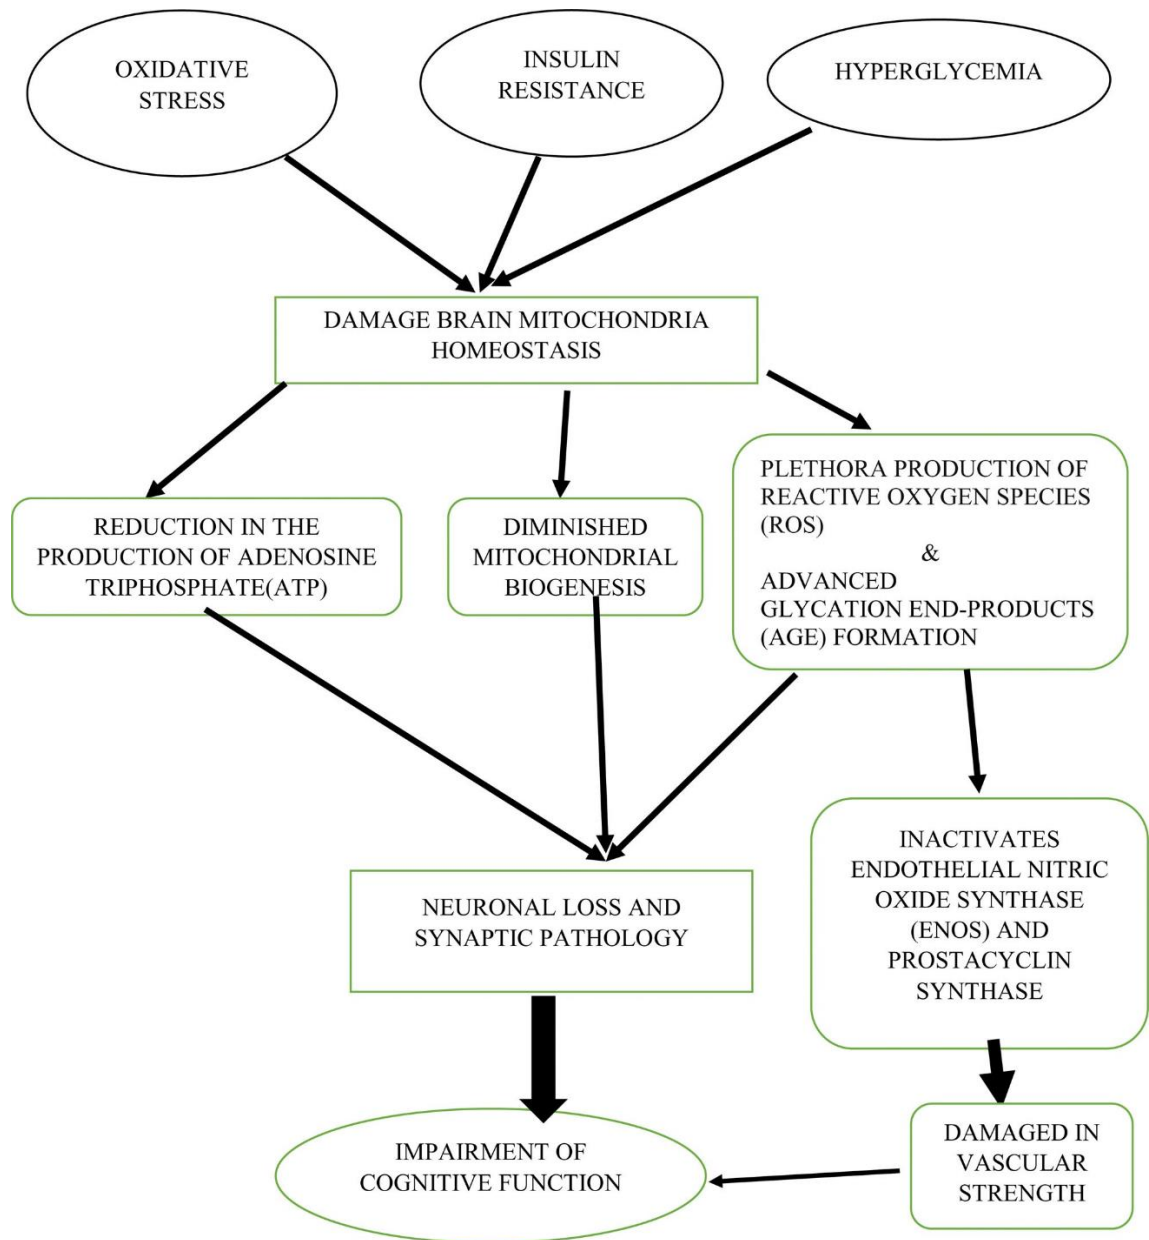 OXIDATIVE
STRESS
INSULIN
RESISTANCE
HYPERGLYCEMIA
DAMAGE BRAIN MITOCHONDRIA
HOMEOSTASIS
REDUCTION IN THE
PRODUCTION OF ADENOSINE
TRIPHOSPHATE(ATP)
DIMINISHED
MITOCHONDRIAL
BIOGENESIS
PLETHORA PRODUCTION OF
REACTIVE OXYGEN SPECIES
(ROS)
&
ADVANCED
GLYCATION END-PRODUCTS
(AGE) FORMATION
NEURONAL LOSS AND
SYNAPTIC PATHOLOGY
INACTIVATES
ENDOTHELIAL NITRIC
OXIDE SYNTHASE
(ENOS) AND
PROSTACYCLIN
SYNTHASE
IMPAIRMENT OF
COGNITIVE FUNCTION
DAMAGED IN
VASCULAR
STRENGTH